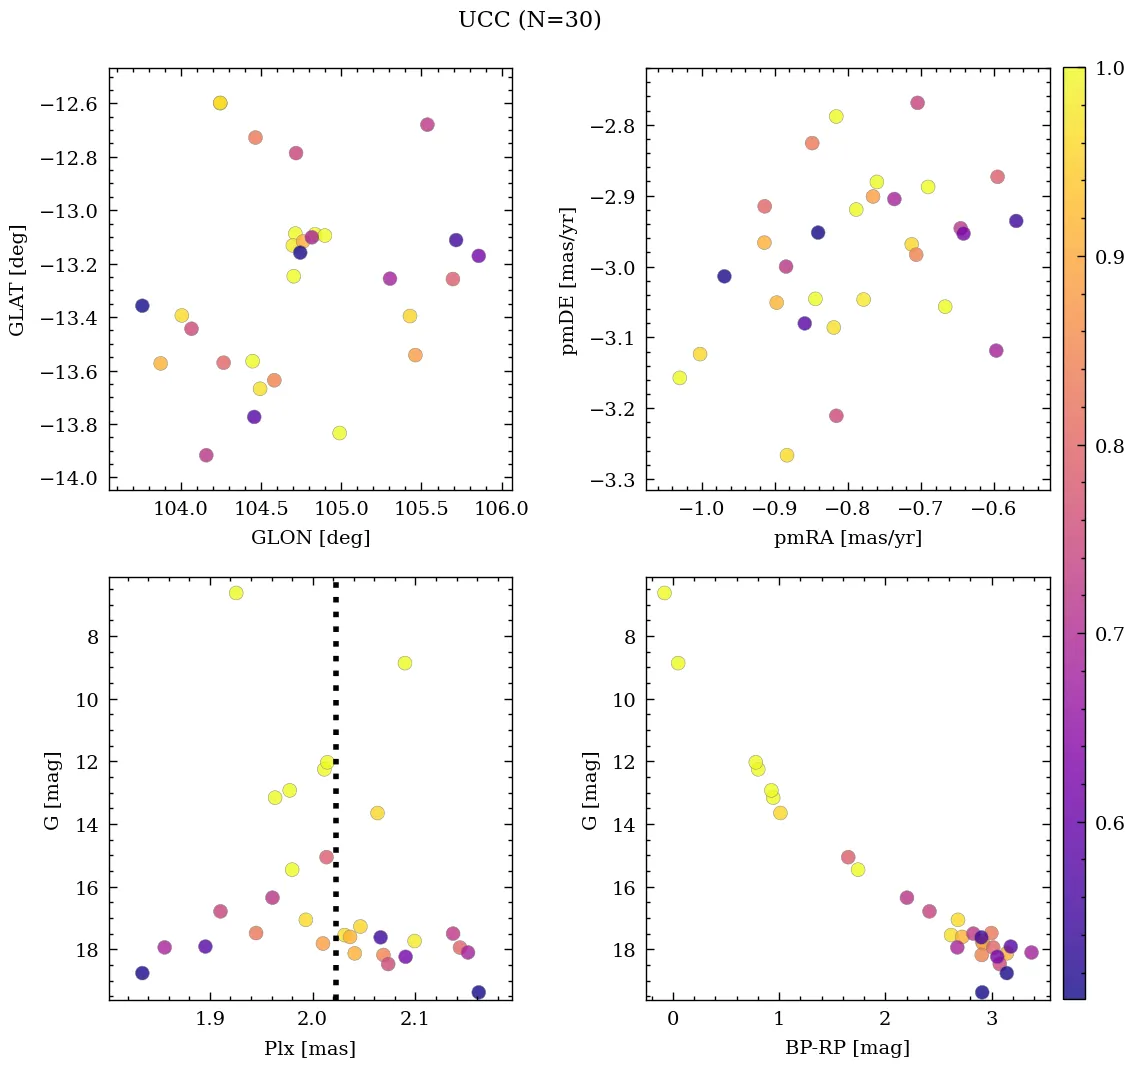 UCC (N=30)
−12.6
−12.8
−13.0
−13.2
−13.4
−13.6
−13.8
−14.0
GLAT [deg]
104.0 104.5 105.0 105.5 106.0
GLON [deg]
−2.8
−2.9
−3.0
−3.1
−3.2
−3.3
pmDE [mas/yr]
−1.0 −0.9 −0.8 −0.7 −0.6
pmRA [mas/yr]
1.0
0.9
0.8
0.7
0.6
8
10
12
14
16
18
G [mag]
1.9 2.0 2.1
Plx [mas]
8
10
12
14
16
18
G [mag]
0 1 2 3
BP-RP [mag]